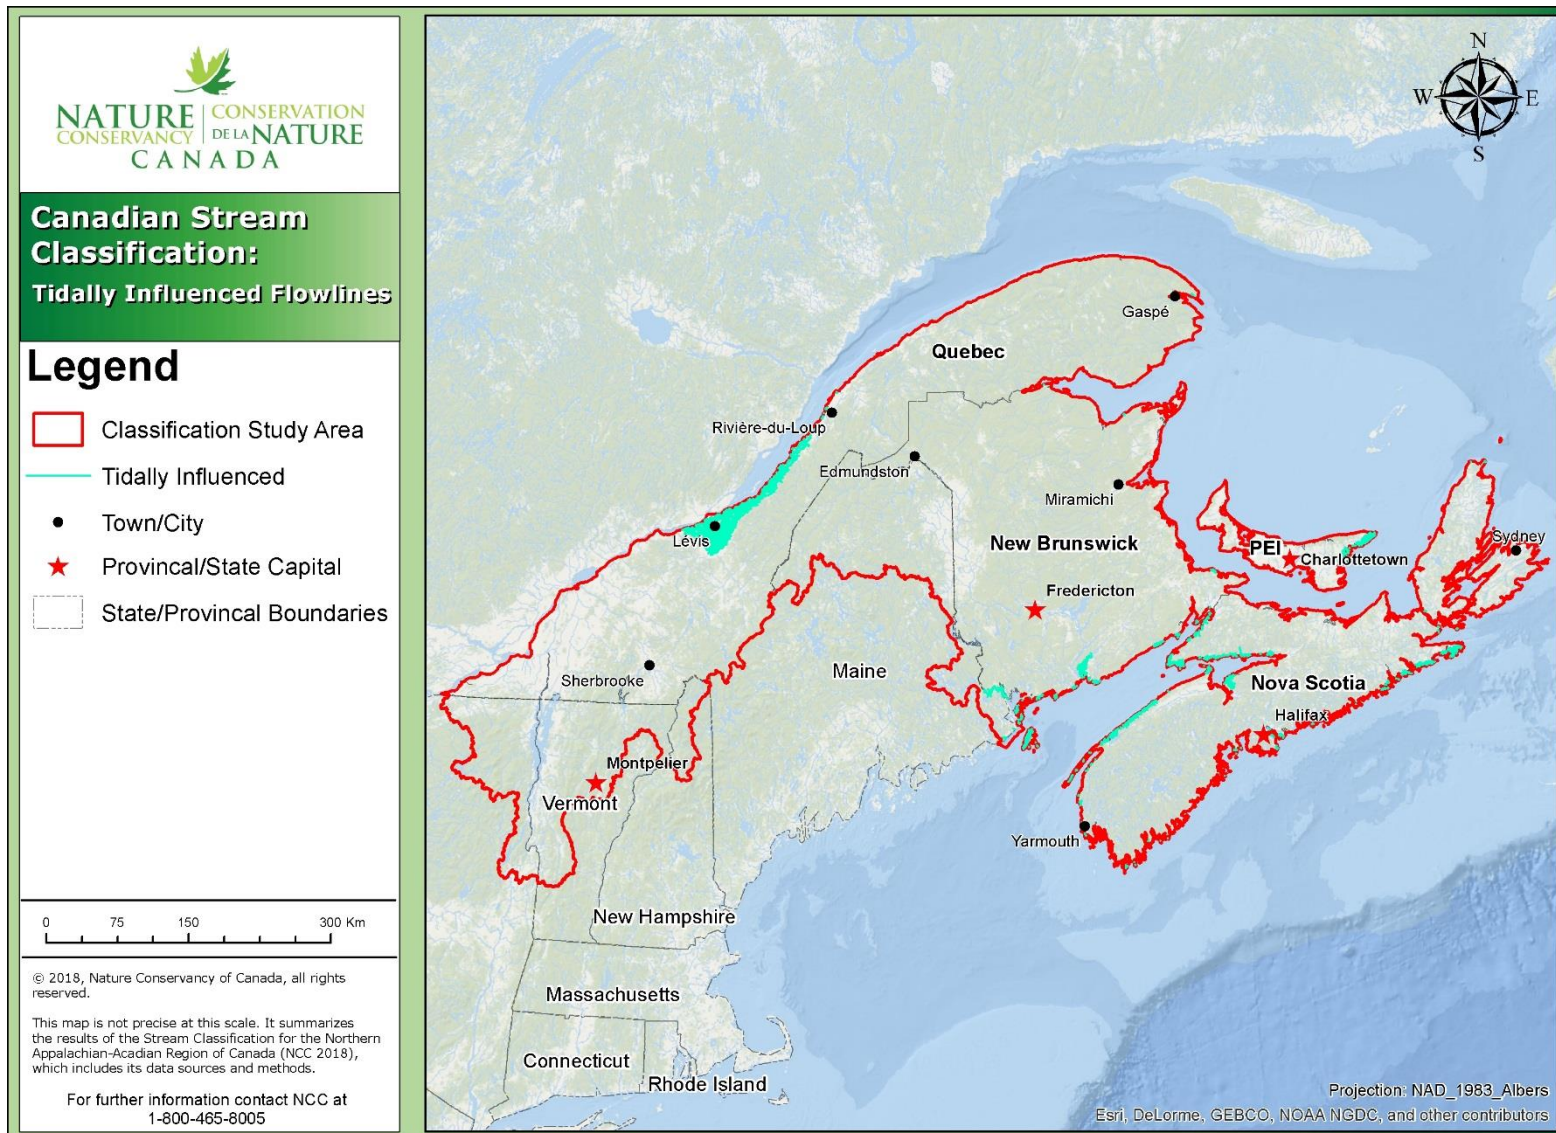 NATURE CONSERVATION
CONSERVANCY DE LA NATURE
CANADA
Canadian Stream
Classification:
Tidally Influenced Flowlines
Legend
Classification Study Area
Tidally Influenced
Town/City
Provincal/State Capital
State/Provincal Boundaries
0 75 150 300 Km
© 2018, Nature Conservancy of Canada, all rights
reserved.
This map is not precise at this scale. It summarizes
the results of the Stream Classification for the Northern
Appalachian-Acadian Region of Canada (NCC 2018),
which includes its data sources and methods.
For further information contact NCC at
1-800-465-8005
N
W E
S
Gaspé
Quebec
Rivière-du-Loup
Edmundston
Miramichi
Lévis
New Brunswick
PEI
Charlottetown
Sydney
Fredericton
Maine
Sherbrooke
Nova Scotia
Halifax
Montpelier
Vermont
Yarmouth
New Hampshire
Massachusetts
Connecticut
Rhode Island
Projection: NAD_1983_Albers
Esri, DeLorme, GEBCO, NOAA NGDC, and other contributors